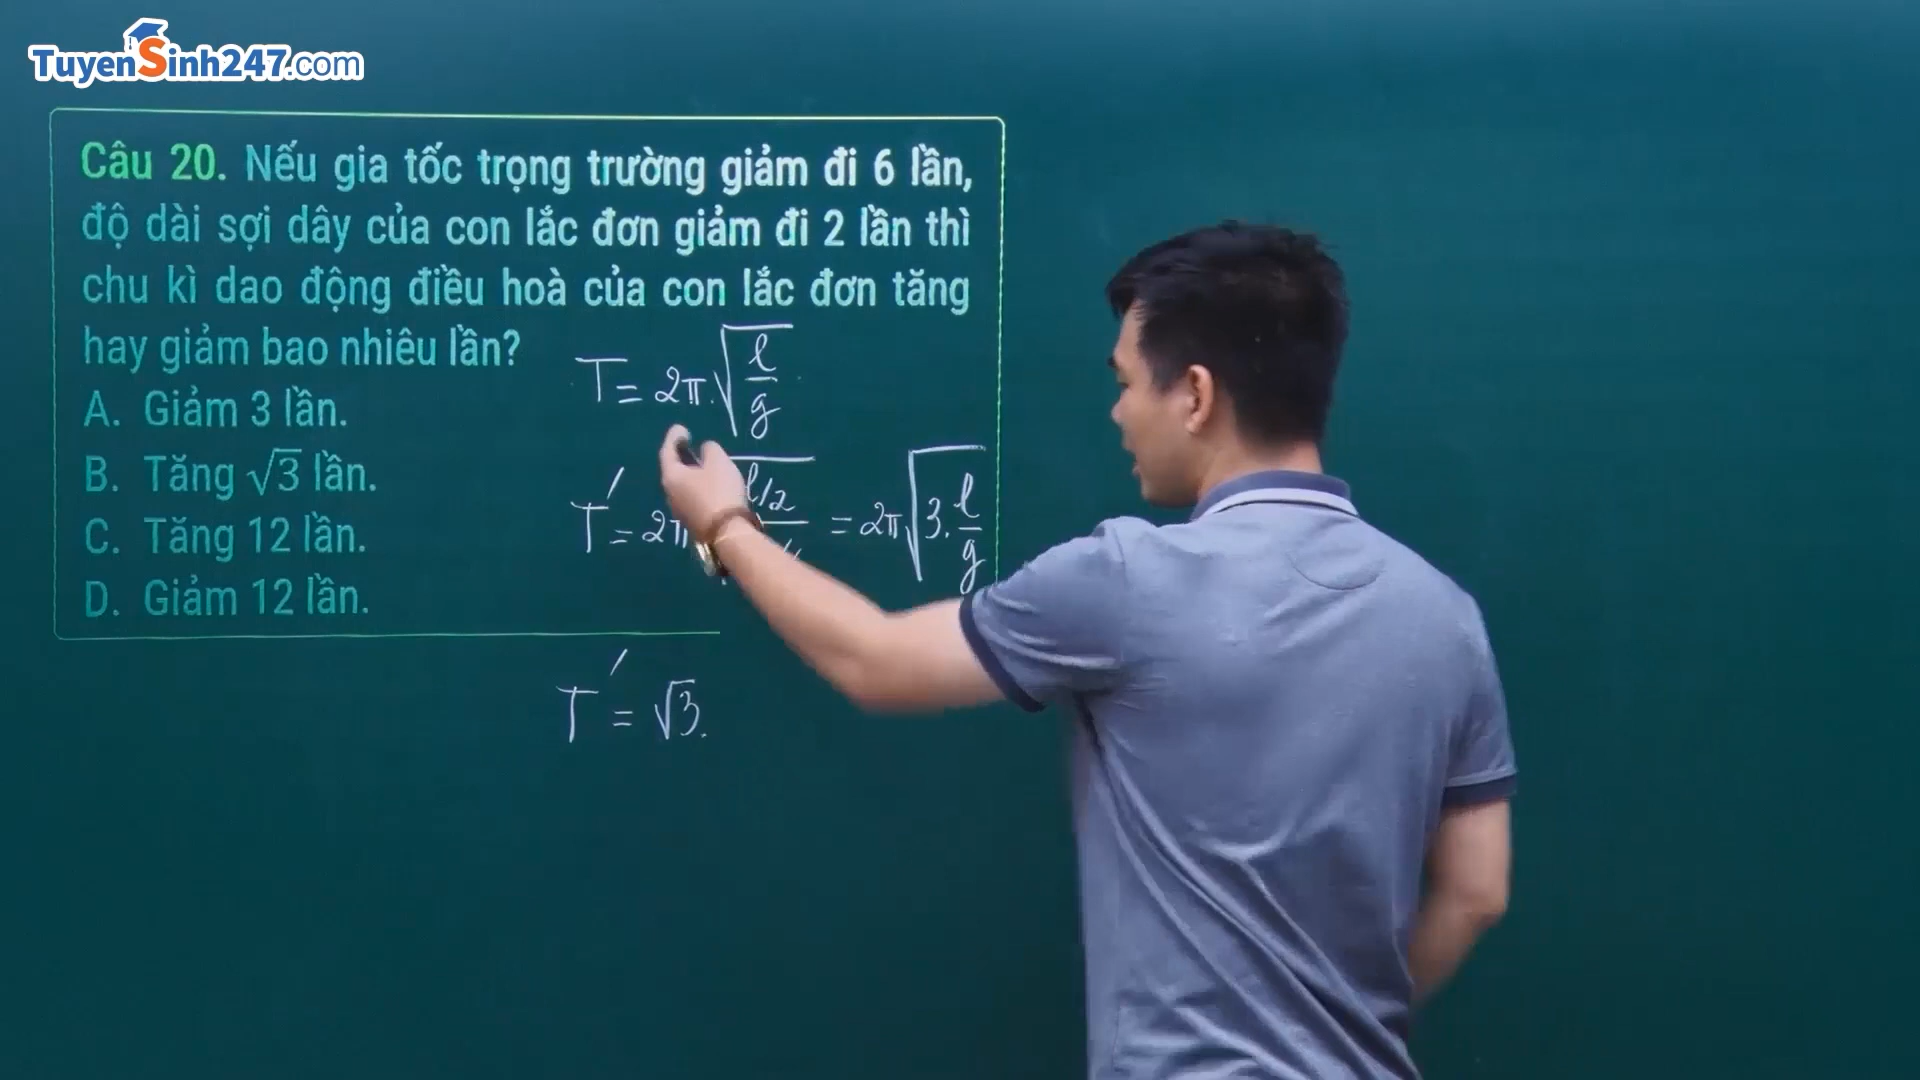 TuyenSinh247.com
Câu 20. Nếu gia tốc trọng trường giảm đi 6 lần,
độ dài sợi dây của con lắc đơn giảm đi 2 lần thì
chu kì dao động điều hoà của con lắc đơn tăng
hay giảm bao nhiêu lần?
T = 2π.√(l/g)
A. Giảm 3 lần.
B. Tăng √3 lần.
C. Tăng 12 lần.
D. Giảm 12 lần.
T' = 2π l/2 = 2π√(3.l/g)
T' = √3.